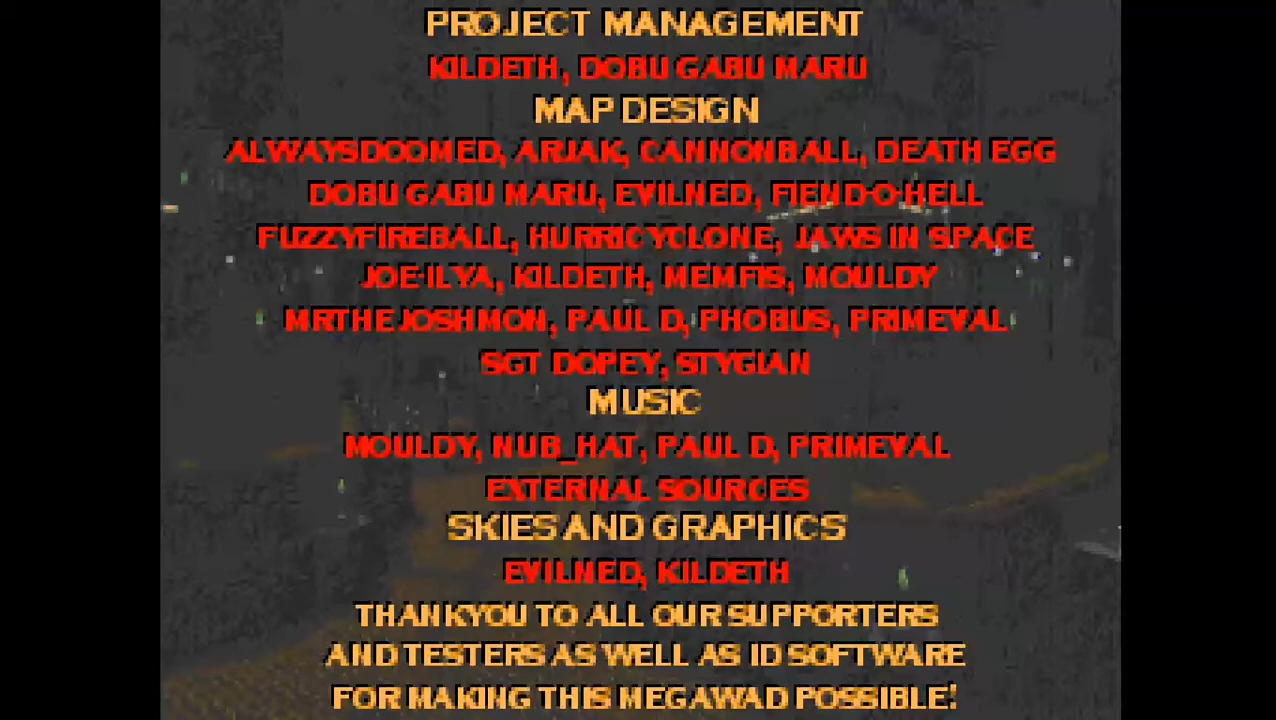 PROJECT MANAGEMENT
KILDETH, DOBU GABU MARU
MAP DESIGN
ALWAYSDOOMED, ARJAK, CANNONBALL, DEATH EGG
DOBU GABU MARU, EVILNED, FIEND-O-HELL
FUZZYFIREBALL, HURRICYCLONE, JAWS IN SPACE
JOE-ILYA, KILDETH, MEMFIS, MOULDY
MRTHEJOSHMON, PAUL D, PHOBUS, PRIMEVAL
SGT DOPEY, STYGIAN
MUSIC
MOULDY, NUB_HAT, PAUL D, PRIMEVAL
EXTERNAL SOURCES
SKIES AND GRAPHICS
EVILNED, KILDETH
THANKYOU TO ALL OUR SUPPORTERS
AND TESTERS AS WELL AS ID SOFTWARE
FOR MAKING THIS MEGAWAD POSSIBLE!